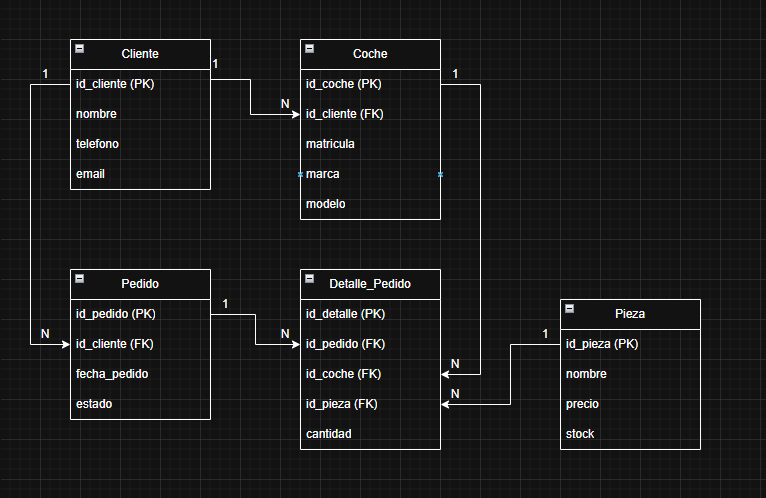 Cliente
id_cliente (PK)
nombre
telefono
email
Coche
id_coche (PK)
id_cliente (FK)
matricula
marca
modelo
Pedido
id_pedido (PK)
id_cliente (FK)
fecha_pedido
estado
Detalle_Pedido
id_detalle (PK)
id_pedido (FK)
id_coche (FK)
id_pieza (FK)
cantidad
Pieza
id_pieza (PK)
nombre
precio
stock
1
1
N
1
N
1
N
1
N
N